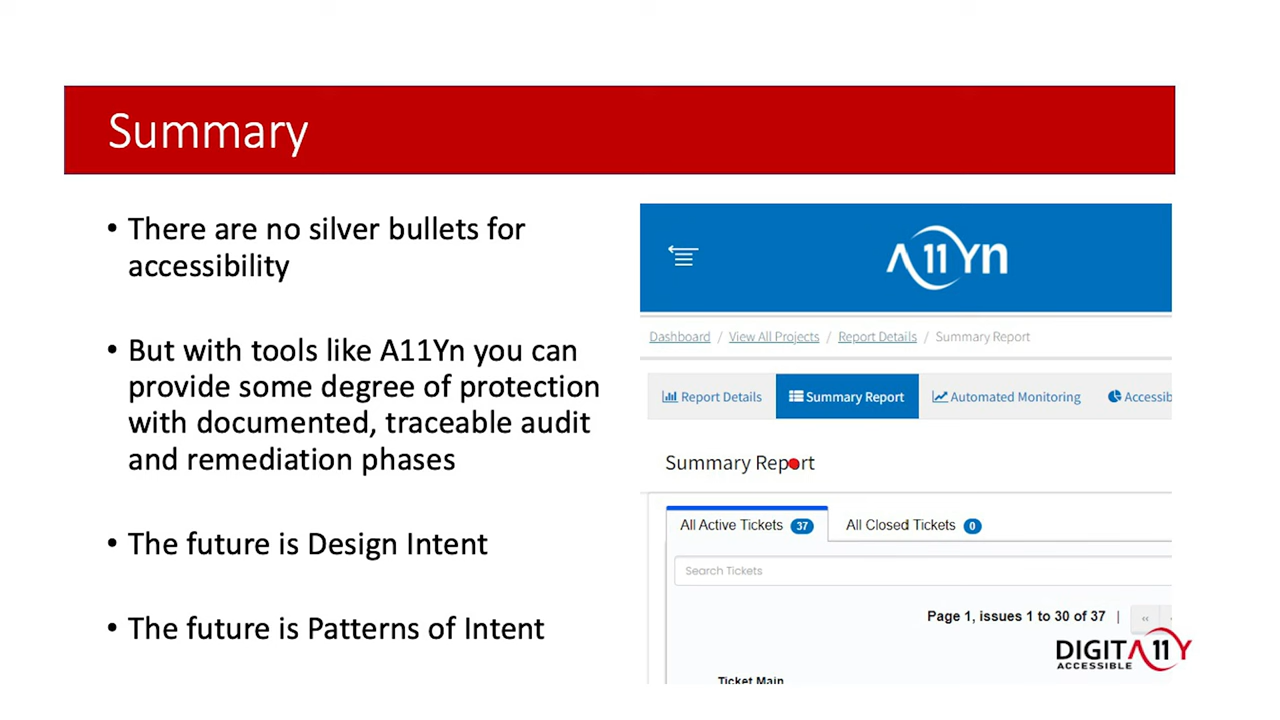 Summary
• There are no silver bullets for
accessibility
• But with tools like A11Yn you can
provide some degree of protection
with documented, traceable audit
and remediation phases
• The future is Design Intent
• The future is Patterns of Intent
A11Yn
Dashboard / View All Projects / Report Details / Summary Report
Report Details Summary Report Automated Monitoring Accessib
Summary Report
All Active Tickets 37 All Closed Tickets 0
Search Tickets
Page 1, issues 1 to 30 of 37 | «
Ticket Main
DIGITA11Y
ACCESSIBLE